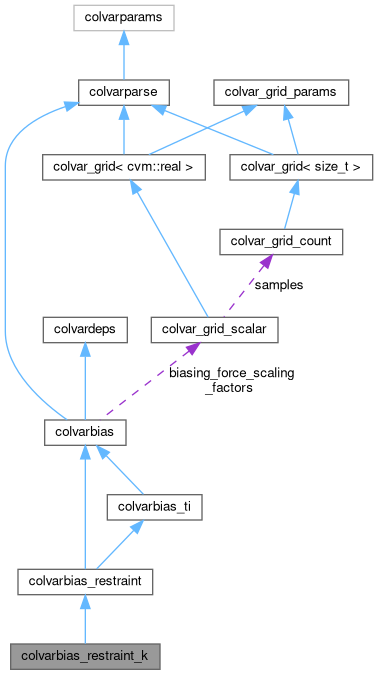 colvarparams
colvarparse
colvar_grid_params
colvar_grid< cvm::real >
colvar_grid< size_t >
colvar_grid_count
samples
colvardeps
colvar_grid_scalar
biasing_force_scaling
_factors
colvarbias
colvarbias_ti
colvarbias_restraint
colvarbias_restraint_k